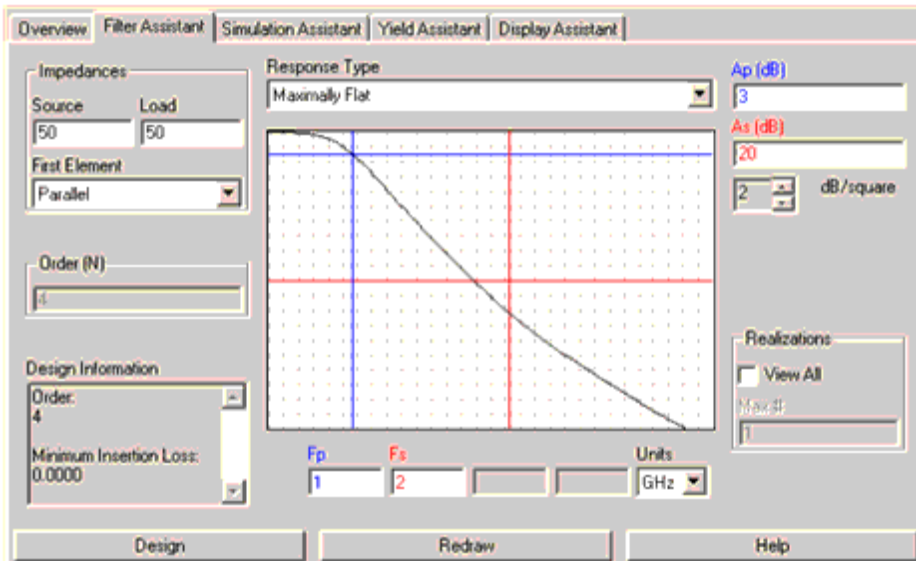 Overview
Filter Assistant
Simulation Assistant
Yield Assistant
Display Assistant
Impedances
Source
Load
50
50
First Element
Parallel
Order (N)
4
Design Information
Order:
4
Minimum Insertion Loss:
0.0000
Response Type
Maximally Flat
Fp
Fs
Units
1
2
GHz
Ap (dB)
3
As (dB)
20
2
dB/square
Realizations
View All
Max #:
1
Design
Redraw
Help